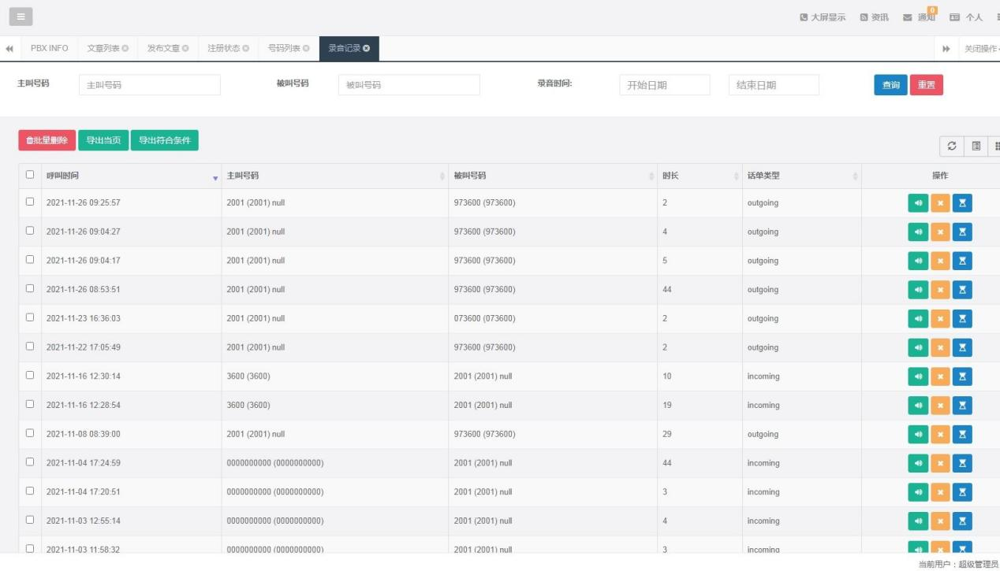 大屏显示 资讯 通知 0 个人
PBX INFO 文章列表 发布文章 注册状态 号码列表 录音记录 关闭操作
主叫号码 主叫号码 被叫号码 被叫号码 录音时间: 开始日期 结束日期 查询 重置
批量删除 导出当页 导出符合条件
呼叫时间 主叫号码 被叫号码 时长 话单类型 操作
2021-11-26 09:25:57 2001 (2001) null 973600 (973600) 2 outgoing
2021-11-26 09:04:27 2001 (2001) null 973600 (973600) 4 outgoing
2021-11-26 09:04:17 2001 (2001) null 973600 (973600) 5 outgoing
2021-11-26 08:53:51 2001 (2001) null 973600 (973600) 44 outgoing
2021-11-23 16:36:03 2001 (2001) null 073600 (073600) 2 outgoing
2021-11-22 17:05:49 2001 (2001) null 973600 (973600) 2 outgoing
2021-11-16 12:30:14 3600 (3600) 2001 (2001) null 10 incoming
2021-11-16 12:28:54 3600 (3600) 2001 (2001) null 19 incoming
2021-11-08 08:39:00 2001 (2001) null 973600 (973600) 29 outgoing
2021-11-04 17:24:59 0000000000 (0000000000) 2001 (2001) null 44 incoming
2021-11-04 17:20:51 0000000000 (0000000000) 2001 (2001) null 3 incoming
2021-11-03 12:55:14 0000000000 (0000000000) 2001 (2001) null 4 incoming
2021-11-03 11:58:32 0000000000 (0000000000) 2001 (2001) null 3 incoming
当前用户：超级管理员